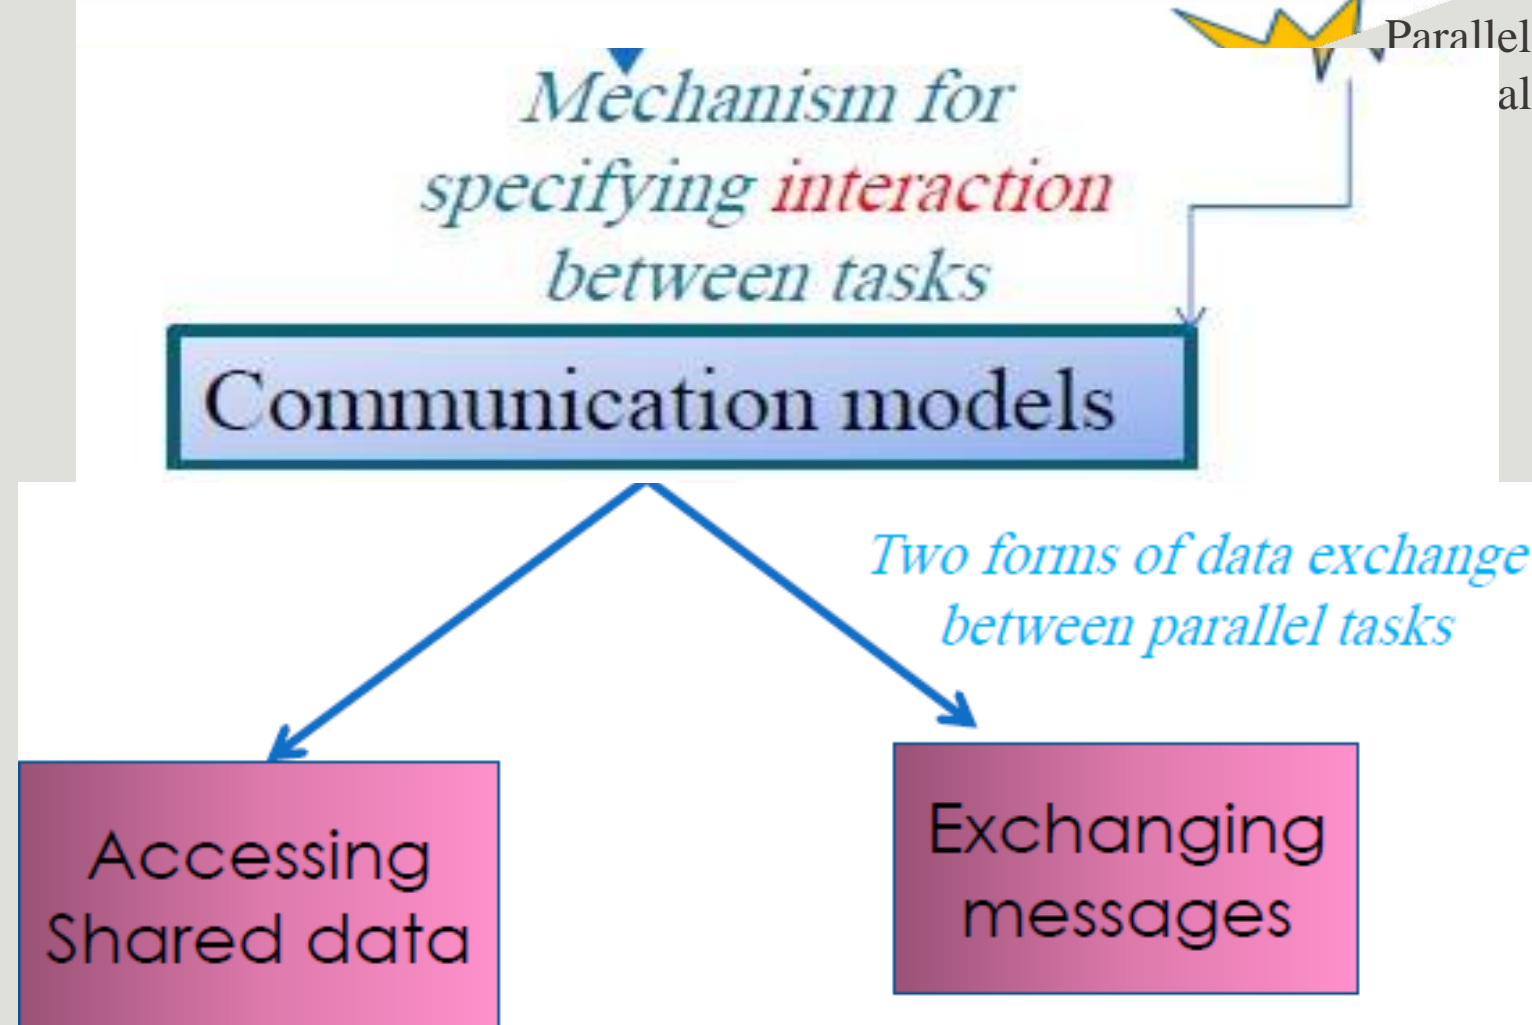 Parallel
al
Mechanism for
specifying interaction
between tasks
Communication models
Two forms of data exchange
between parallel tasks
Accessing
Shared data
Exchanging
messages